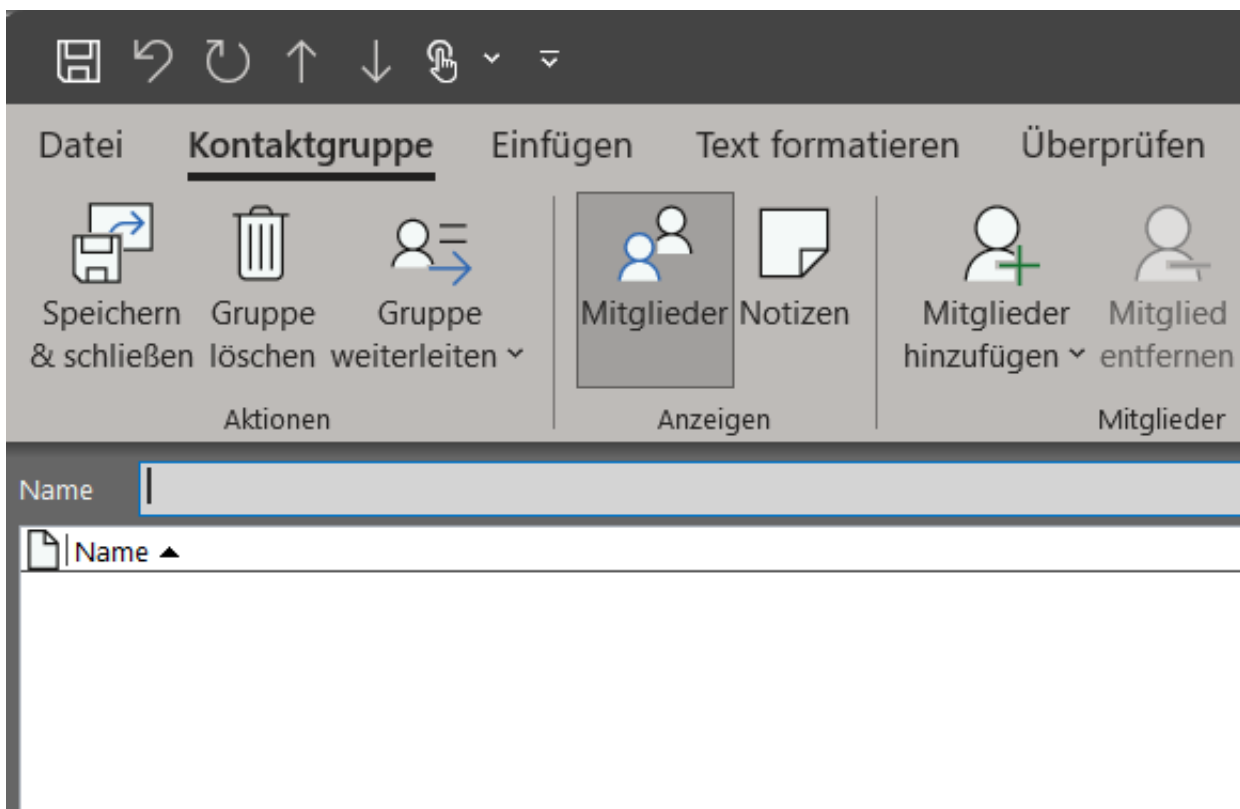 Datei Kontaktgruppe Einfügen Text formatieren Überprüfen
Speichern & schließen
Gruppe löschen
Gruppe weiterleiten
Mitglieder
Notizen
Mitglieder hinzufügen
Mitglied entfernen
Aktionen Anzeigen Mitglieder
Name
Name